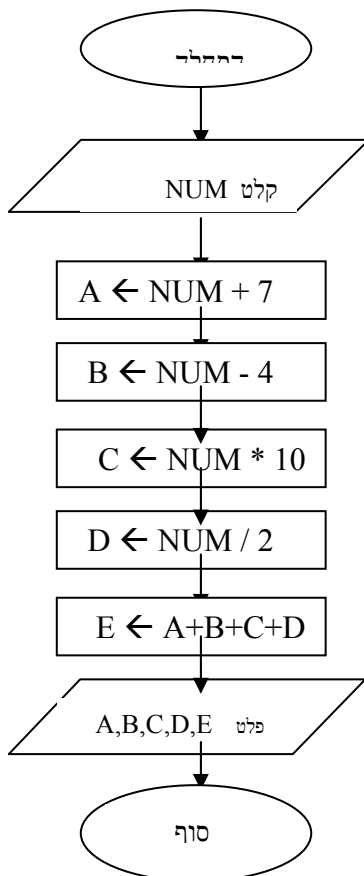 קלט NUM
A ← NUM + 7
B ← NUM - 4
C ← NUM * 10
D ← NUM / 2
E ← A+B+C+D
פלט A,B,C,D,E
סוף